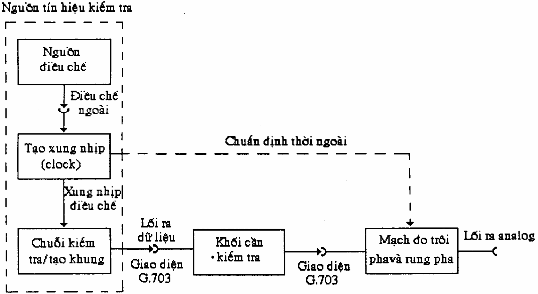 Nguồn tín hiệu kiểm tra
Nguồn
điều chế
Điều chế
ngoài
Tạo xung nhịp
(clock)
Chuẩn định thời ngoài
Xung nhịp
điều chế
Chuỗi kiểm
tra/tạo khung
Lối ra
dữ liệu
Giao diện
G.703
Khối cần
kiểm tra
Giao diện
G.703
Mạch đo trôi
phavà rung pha
Lối ra analog